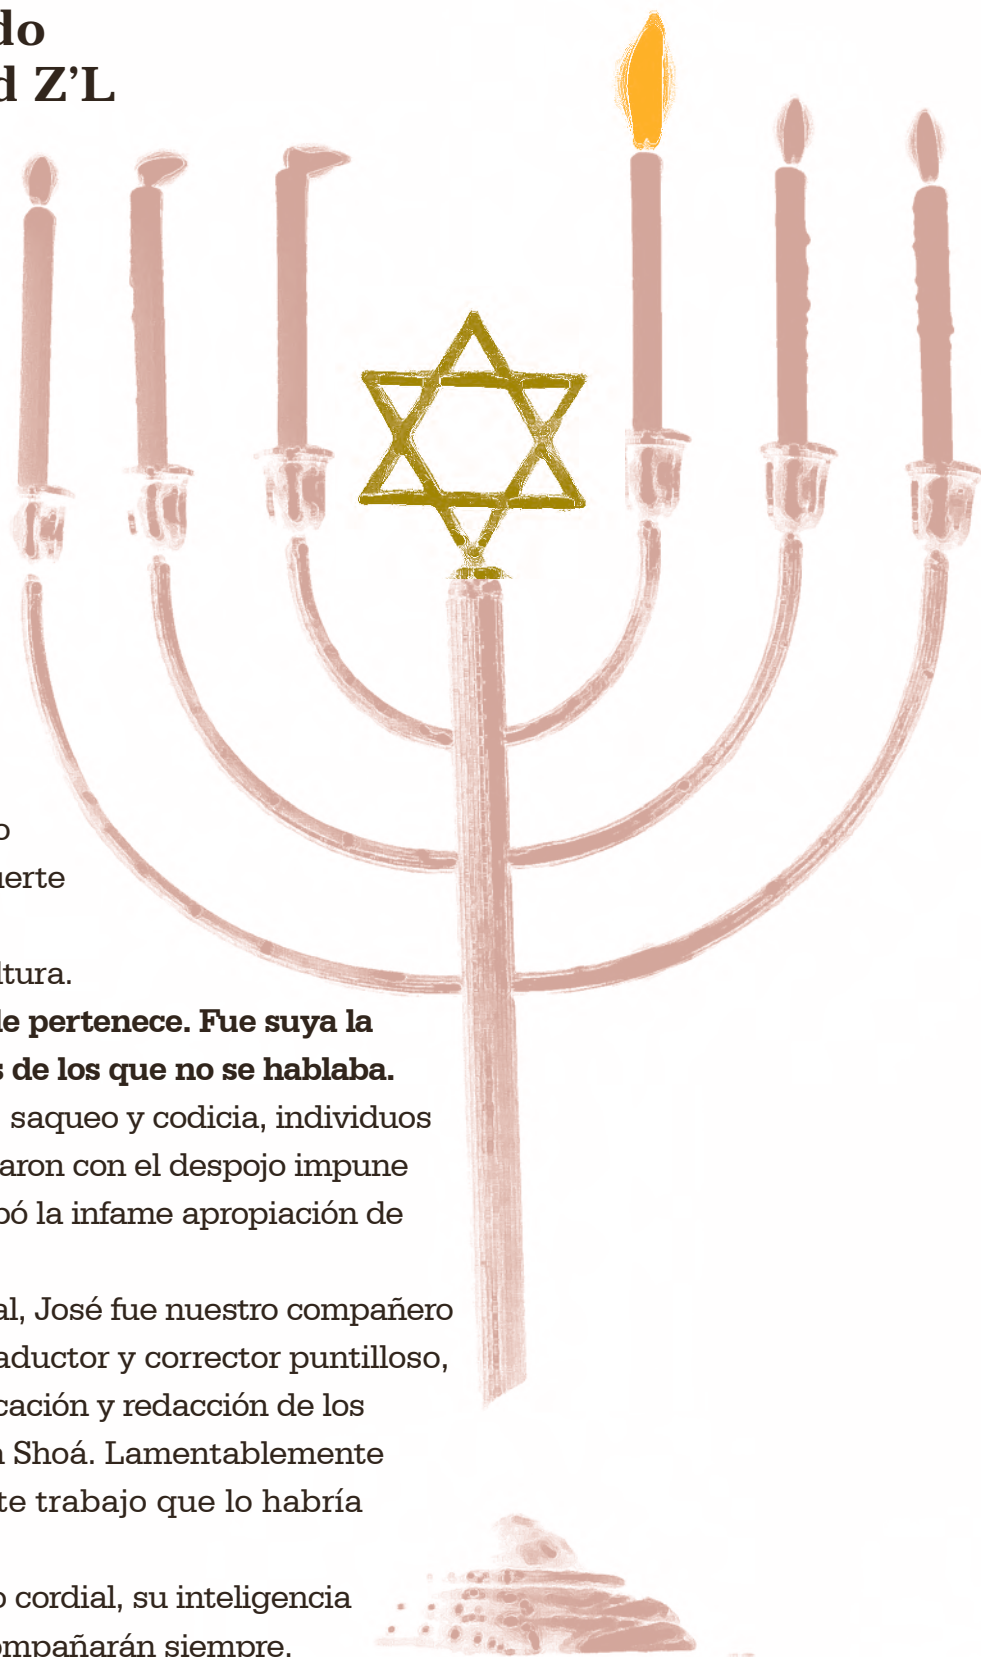 do
d Z’L
o
uerte
ltura.
le pertenece. Fue suya la
s de los que no se hablaba.
saqueo y codicia, individuos
aron con el despojo impune
bó la infame apropiación de
al, José fue nuestro compañero
aductor y corrector puntilloso,
cación y redacción de los
n Shoá. Lamentablemente
te trabajo que lo habría
o cordial, su inteligencia
ompañarán siempre.